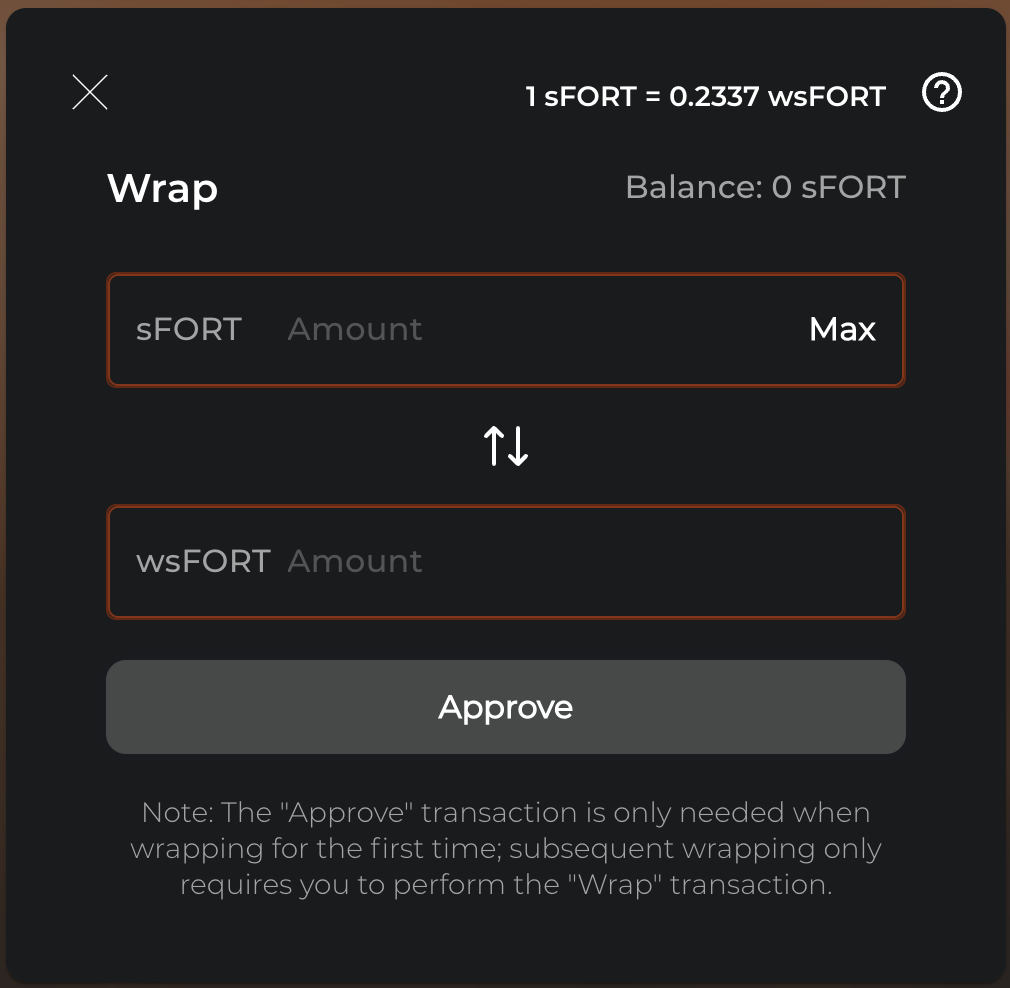 1 sFORT = 0.2337 wsFORT
Wrap
Balance: 0 sFORT
sFORT Amount Max
wsFORT Amount
Approve
Note: The "Approve" transaction is only needed when
wrapping for the first time; subsequent wrapping only
requires you to perform the "Wrap" transaction.